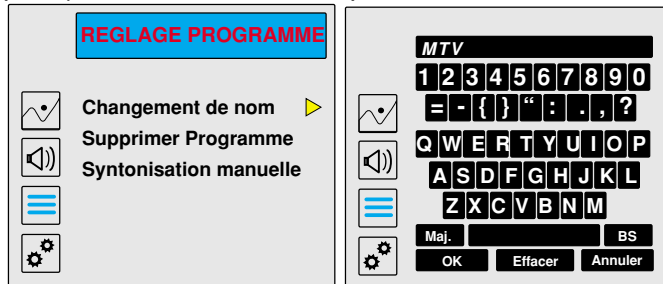 REGLAGE PROGRAMME
Changement de nom
Supprimer Programme
Syntonisation manuelle
MTV
1 2 3 4 5 6 7 8 9 0
= - { } “ : . , ?
Q W E R T Y U I O P
A S D F G H J K L
Z X C V B N M
Maj. BS
OK Effacer Annuler